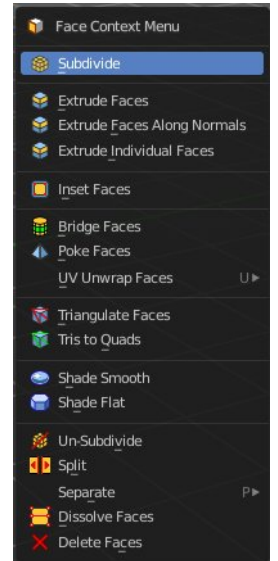 Face Context Menu
Subdivide
Extrude Faces
Extrude Faces Along Normals
Extrude Individual Faces
Inset Faces
Bridge Faces
Poke Faces
UV Unwrap Faces U
Triangulate Faces
Tris to Quads
Shade Smooth
Shade Flat
Un-Subdivide
Split
Separate P
Dissolve Faces
Delete Faces